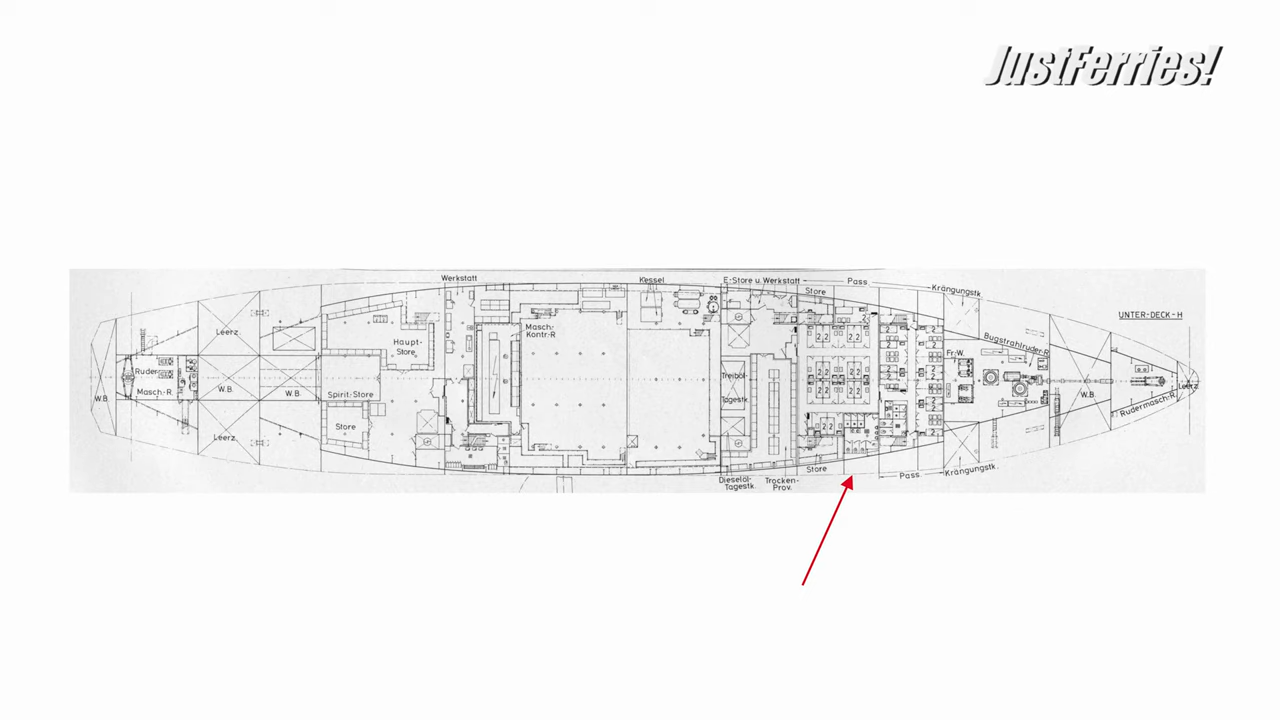 JustFerries!
Werkstatt
Kessel
E-Store u. Werkstatt
Pass.
Store
Krängungstk.
UNTER-DECK-H
Leerz.
Haupt-
Store
Masch-
Kontr-R
Bugstrahlruder-R.
Fr.W.
Ruder-
Masch.-R.
W.B.
W.B.
W.B.
Spirit.-Store
Treiböl-
Tagestk.
W.B.
Rudermasch.-R.
Leerz.
Store
Leerz.
Dieselöl-
Tagestk.
Trocken-
Prov.
Store
Pass.
Krängungstk.